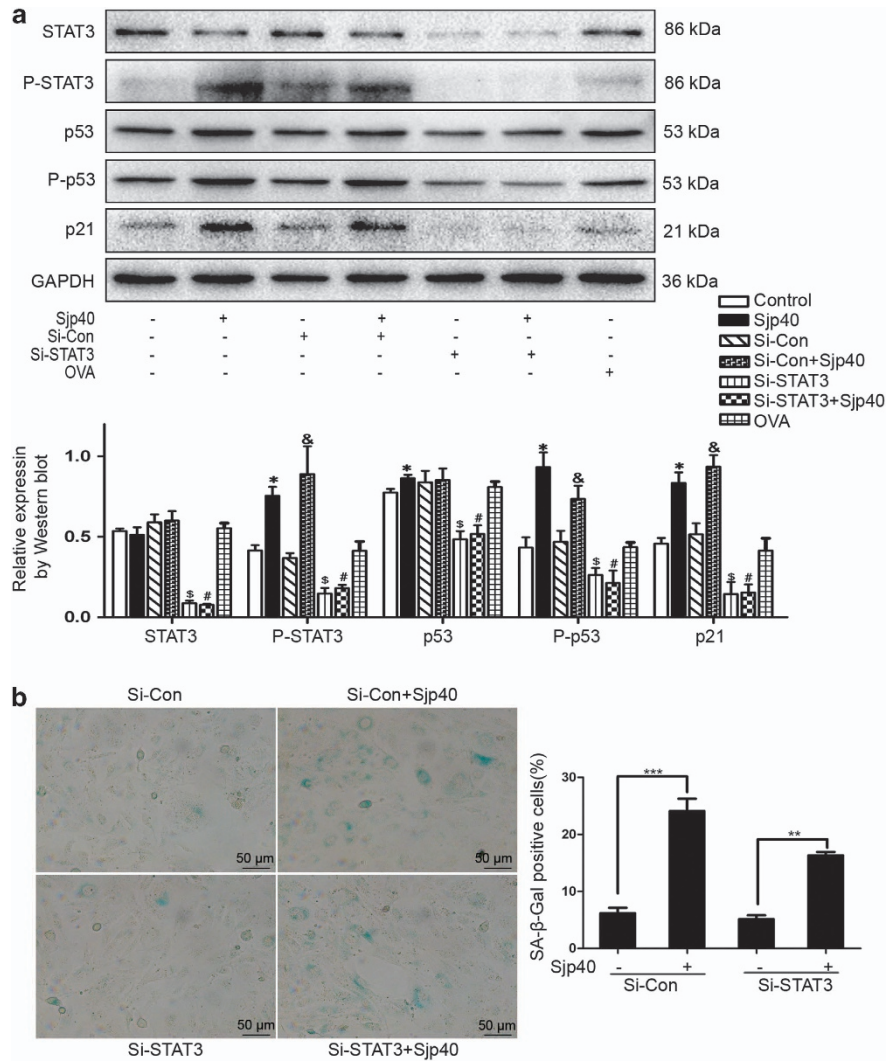 a
STAT3 86 kDa
P-STAT3 86 kDa
p53 53 kDa
P-p53 53 kDa
p21 21 kDa
GAPDH 36 kDa
Sjp40 - + - + - + -
Si-Con - - + + - - -
Si-STAT3 - - - - + + -
OVA - - - - - - +
Control
Sjp40
Si-Con
Si-Con+Sjp40
Si-STAT3
Si-STAT3+Sjp40
OVA
Relative expressin
by Western blot
1.0
0.5
0.0
* & * * & * &
$ # $ # $ # $ # $ #
STAT3 P-STAT3 p53 P-p53 p21
b
Si-Con Si-Con+Sjp40
50 µm 50 µm
50 µm 50 µm
Si-STAT3 Si-STAT3+Sjp40
SA-β-Gal positive cells(%)
30
20
10
0
*** **
Sjp40 - + - +
Si-Con Si-STAT3